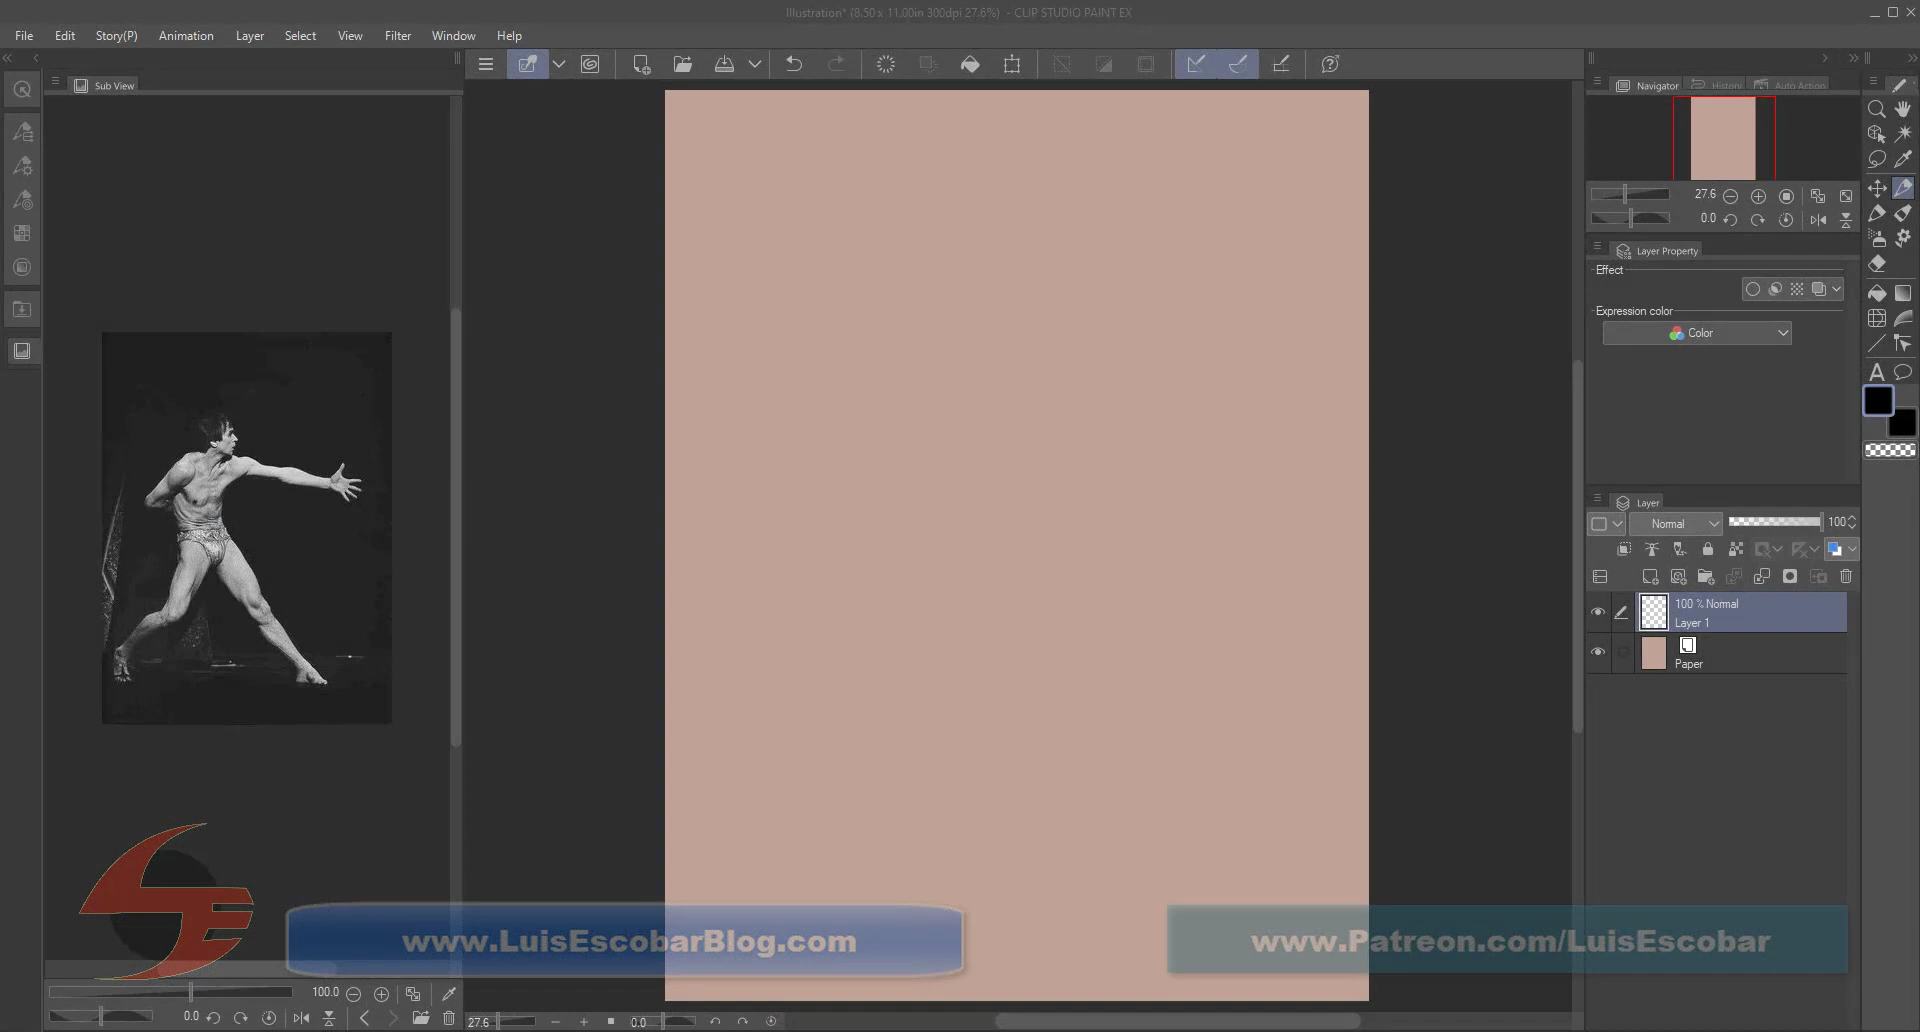 Illustration* (8.50 x 11.00in 300dpi 27.6%) - CLIP STUDIO PAINT EX
File Edit Story(P) Animation Layer Select View Filter Window Help
Sub View
Navigator History Auto Action
27.6
0.0
Layer Property
Effect
Expression color
Color
Layer
Normal 100
100 % Normal
Layer 1
Paper
www.LuisEscobarBlog.com
www.Patreon.com/LuisEscobar
100.0
0.0
27.6 0.0